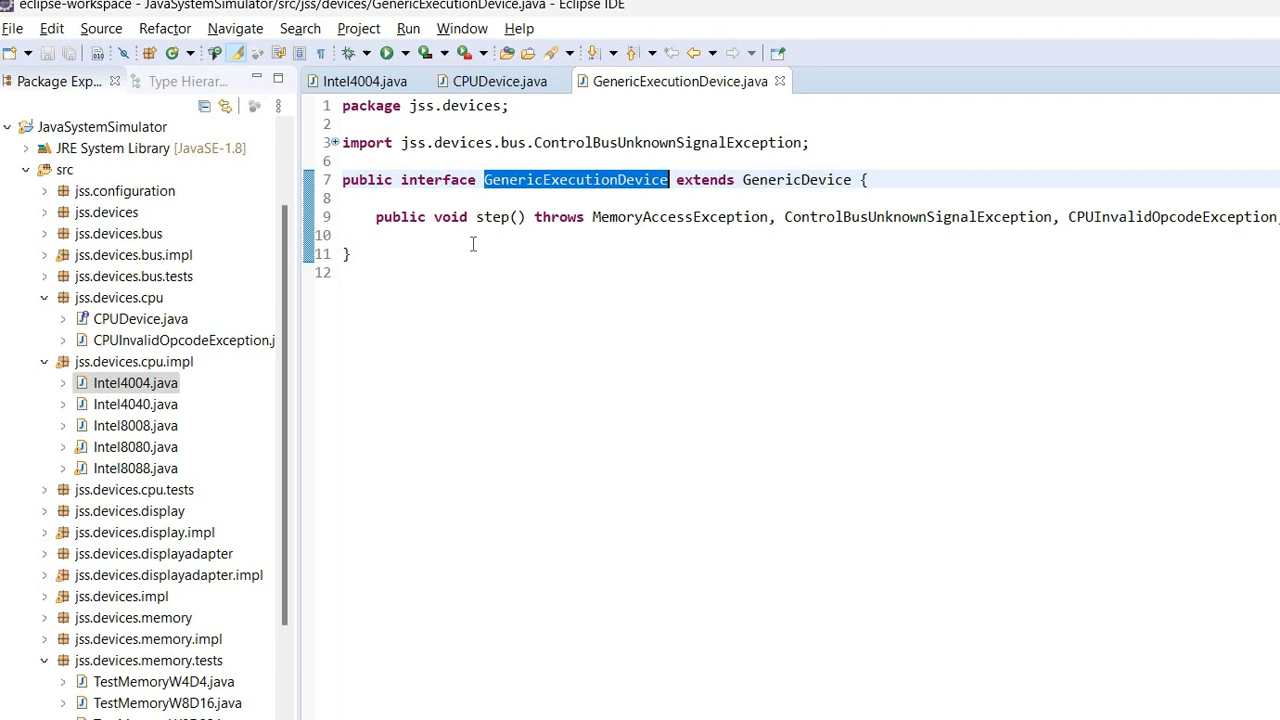 eclipse-workspace - JavaSystemSimulator/src/jss/devices/GenericExecutionDevice.java - Eclipse IDE
File Edit Source Refactor Navigate Search Project Run Window Help
Package Exp... Type Hierar...
JavaSystemSimulator
JRE System Library [JavaSE-1.8]
src
jss.configuration
jss.devices
jss.devices.bus
jss.devices.bus.impl
jss.devices.bus.tests
jss.devices.cpu
CPUDevice.java
CPUInvalidOpcodeException.j
jss.devices.cpu.impl
Intel4004.java
Intel4040.java
Intel8008.java
Intel8080.java
Intel8088.java
jss.devices.cpu.tests
jss.devices.display
jss.devices.display.impl
jss.devices.displayadapter
jss.devices.displayadapter.impl
jss.devices.impl
jss.devices.memory
jss.devices.memory.impl
jss.devices.memory.tests
TestMemoryW4D4.java
TestMemoryW8D16.java
Intel4004.java CPUDevice.java GenericExecutionDevice.java
1 package jss.devices;
2
3 import jss.devices.bus.ControlBusUnknownSignalException;
6
7 public interface GenericExecutionDevice extends GenericDevice {
8
9 public void step() throws MemoryAccessException, ControlBusUnknownSignalException, CPUInvalidOpcodeException
10
11 }
12